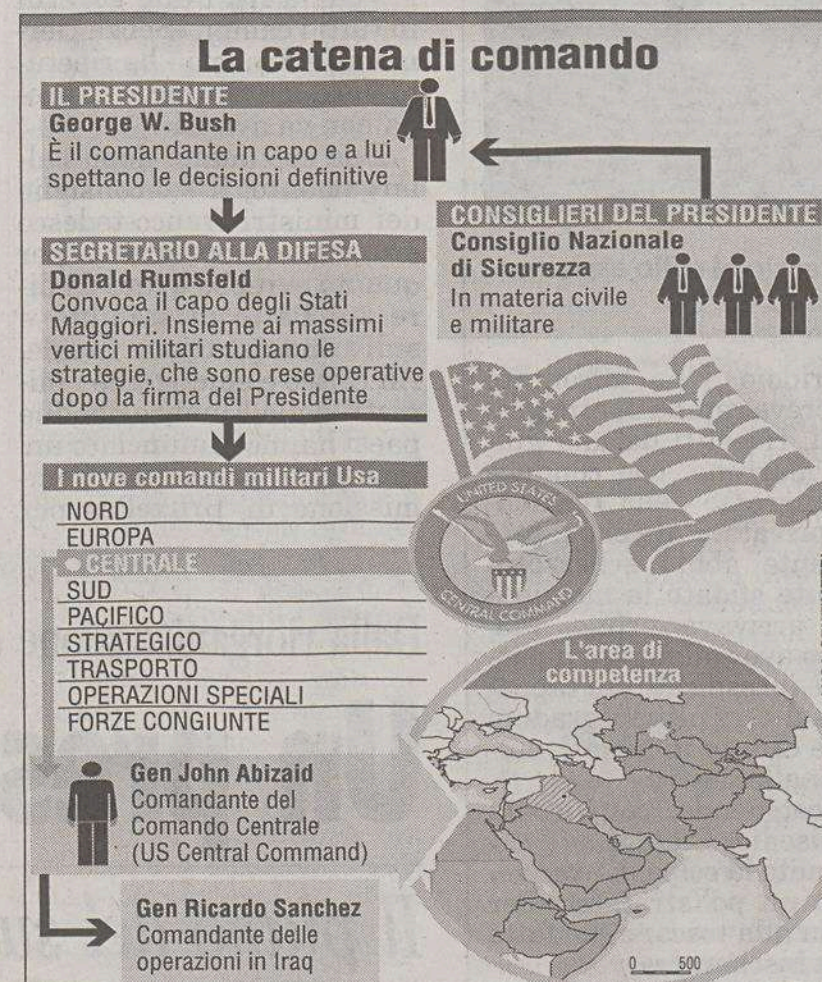 La catena di comando
IL PRESIDENTE
George W. Bush
È il comandante in capo e a lui
spettano le decisioni definitive
CONSIGLIERI DEL PRESIDENTE
Consiglio Nazionale
di Sicurezza
In materia civile
e militare
SEGRETARIO ALLA DIFESA
Donald Rumsfeld
Convoca il capo degli Stati
Maggiori. Insieme ai massimi
vertici militari studiano le
strategie, che sono rese operative
dopo la firma del Presidente
I nove comandi militari Usa
NORD
EUROPA
CENTRALE
SUD
PACIFICO
STRATEGICO
TRASPORTO
OPERAZIONI SPECIALI
FORZE CONGIUNTE
UNITED STATES
CENTRAL COMMAND
L'area di
competenza
Gen John Abizaid
Comandante del
Comando Centrale
(US Central Command)
Gen Ricardo Sanchez
Comandante delle
operazioni in Iraq
0 500